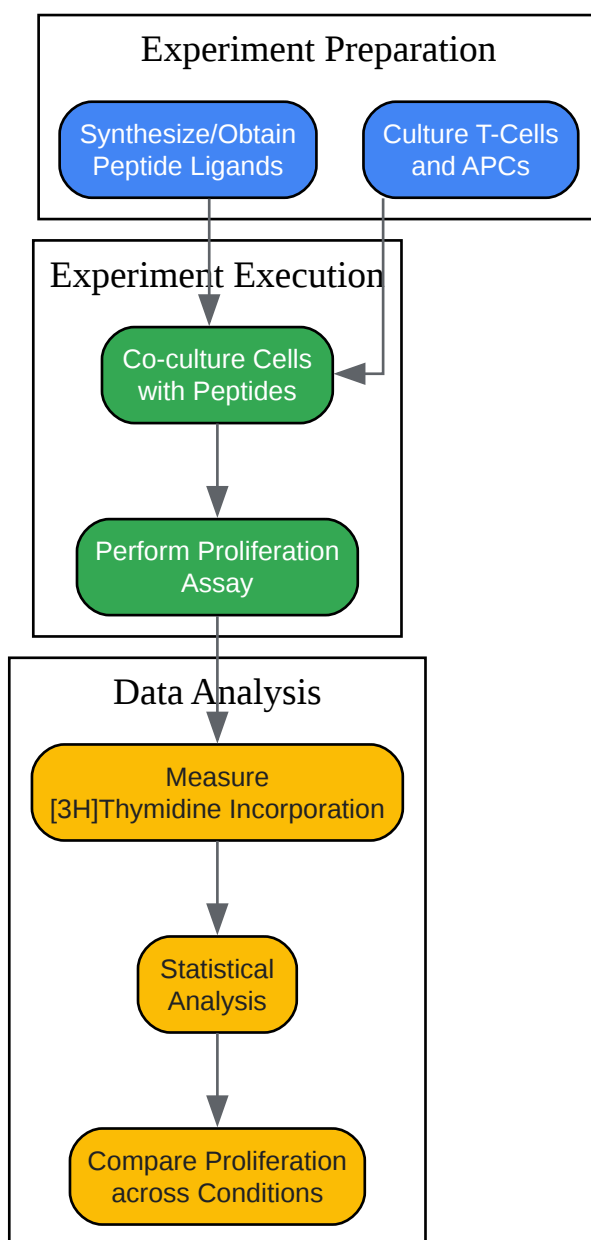 Experiment Preparation
Synthesize/Obtain
Peptide Ligands
Culture T-Cells
and APCs
Experiment Execution
Co-culture Cells
with Peptides
Perform Proliferation
Assay
Data Analysis
Measure
[3H]Thymidine Incorporation
Statistical
Analysis
Compare Proliferation
across Conditions